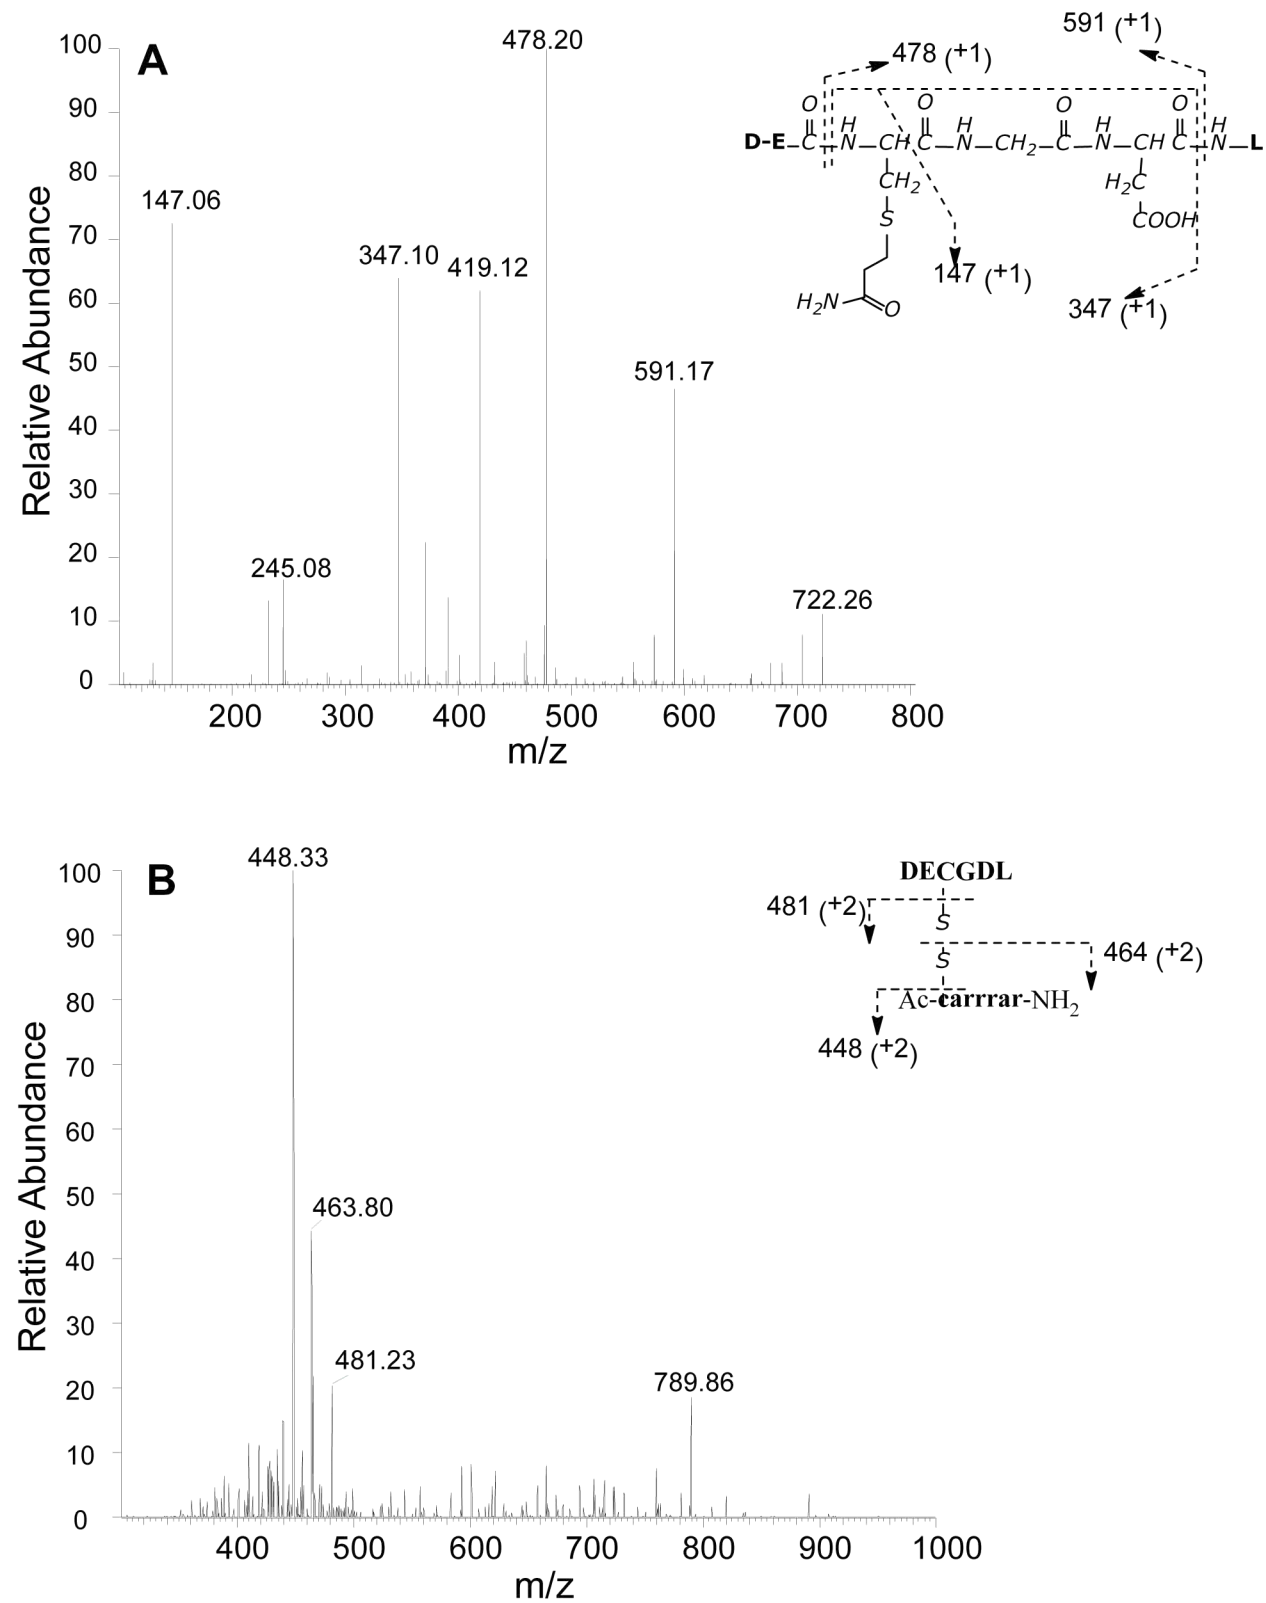 A
Relative Abundance
100
90
80
70
60
50
40
30
20
10
0
147.06
245.08
347.10
419.12
478.20
591.17
722.26
200 300 400 500 600 700 800
m/z
591 (+1)
478 (+1)
O O O O
H H H H
D-E C N CH C N CH2 C N CH C N L
CH2 H2C
S COOH
147 (+1)
H2N O
347 (+1)
B
Relative Abundance
100
90
80
70
60
50
40
30
20
10
0
448.33
463.80
481.23
789.86
400 500 600 700 800 900 1000
m/z
DECGDL
481 (+2)
S
S
464 (+2)
Ac-carrrar-NH2
448 (+2)